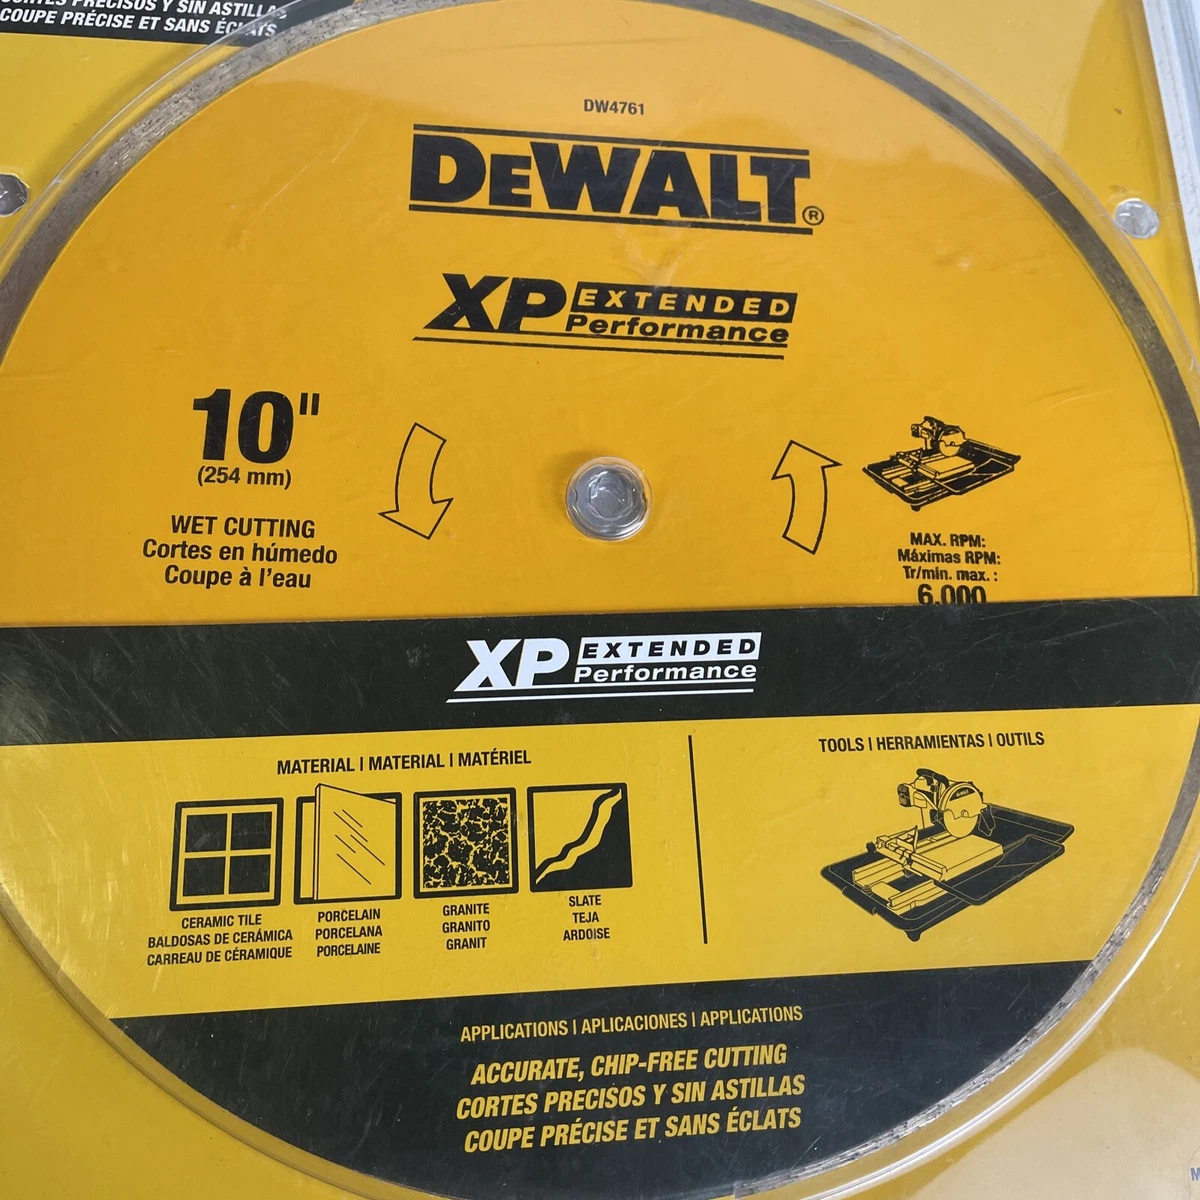 CORTES PRECISOS Y SIN ASTILLAS
COUPE PRÉCISE ET SANS ÉCLATS
DW4761
DEWALT®
XP EXTENDED
Performance
10"
(254 mm)
WET CUTTING
Cortes en húmedo
Coupe à l'eau
MAX. RPM:
Máximas RPM:
Tr/min. max. :
6,000
XP EXTENDED
Performance
MATERIAL | MATERIAL | MATÉRIEL
CERAMIC TILE
BALDOSAS DE CERÁMICA
CARREAU DE CÉRAMIQUE
PORCELAIN
PORCELANA
PORCELAINE
GRANITE
GRANITO
GRANIT
SLATE
TEJA
ARDOISE
TOOLS | HERRAMIENTAS | OUTILS
APPLICATIONS | APLICACIONES | APPLICATIONS
ACCURATE, CHIP-FREE CUTTING
CORTES PRECISOS Y SIN ASTILLAS
COUPE PRÉCISE ET SANS ÉCLATS